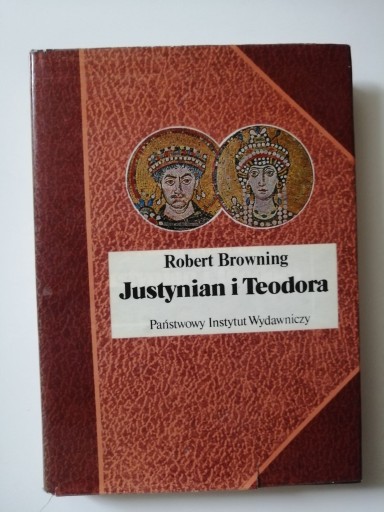 Robert Browning
Justynian i Teodora
Państwowy Instytut Wydawniczy